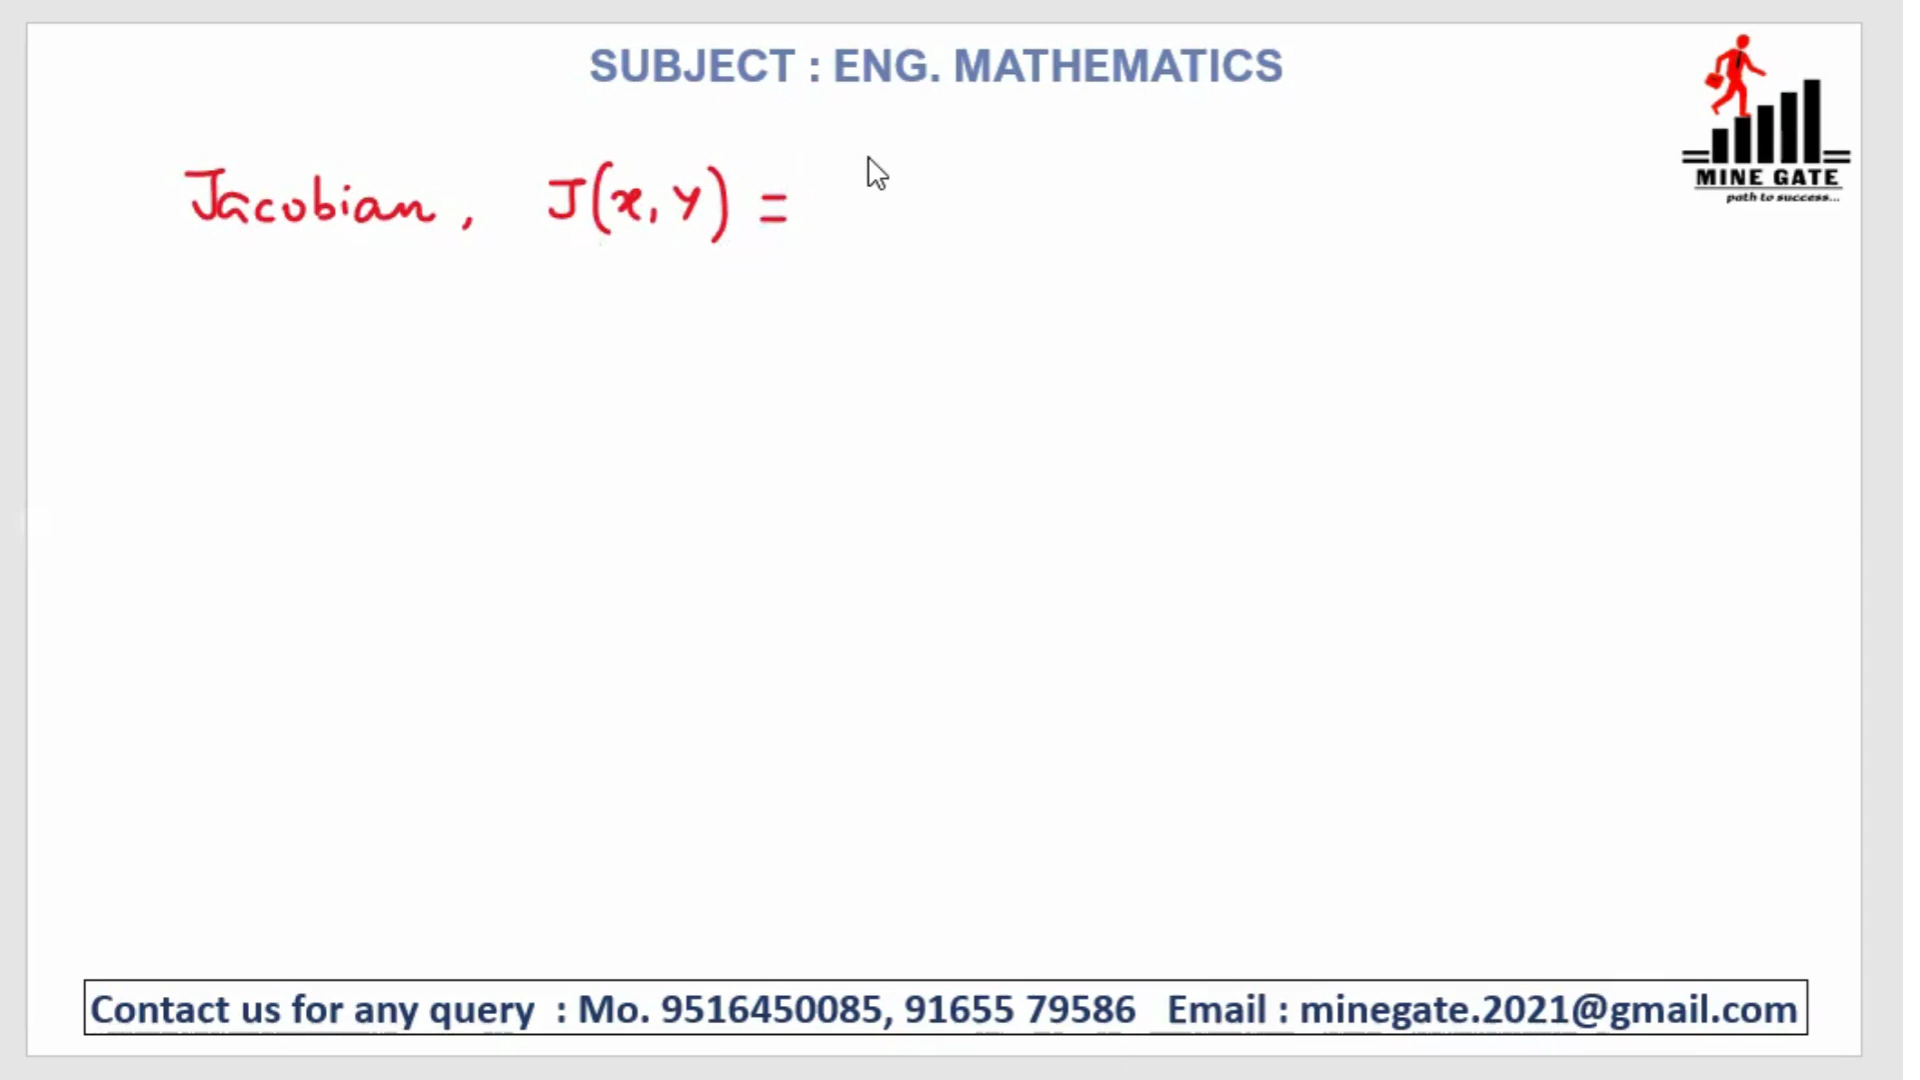 SUBJECT : ENG. MATHEMATICS
MINE GATE
path to success...
Jacobian, J(x, y) =
Contact us for any query : Mo. 9516450085, 91655 79586 Email : minegate.2021@gmail.com